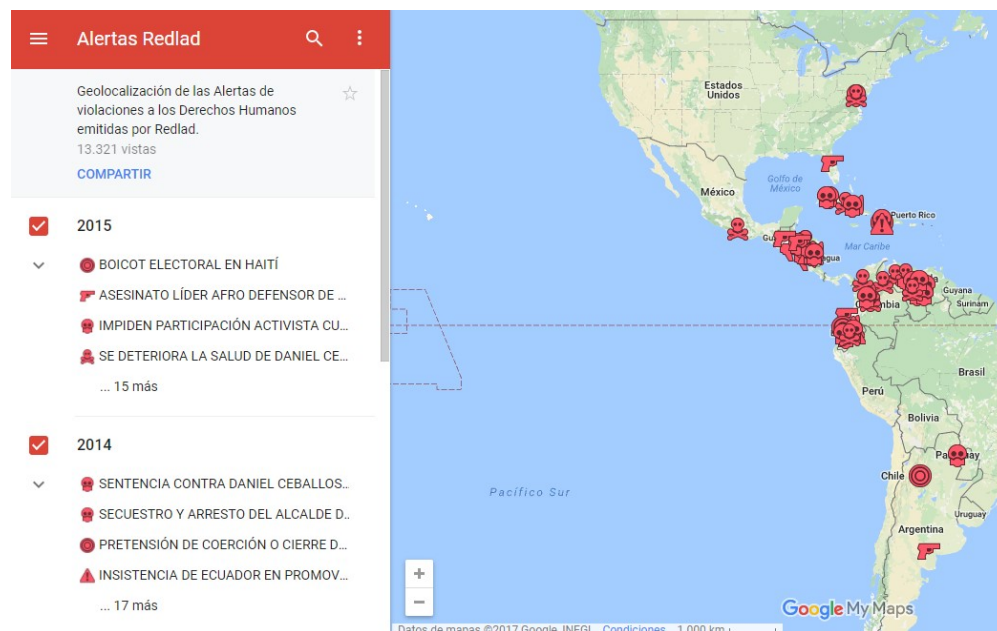 Alertas Redlad
Geolocalización de las Alertas de
violaciones a los Derechos Humanos
emitidas por Redlad.
13.321 vistas
COMPARTIR
2015
BOICOT ELECTORAL EN HAITÍ
ASESINATO LÍDER AFRO DEFENSOR DE ...
IMPIDEN PARTICIPACIÓN ACTIVISTA CU...
SE DETERIORA LA SALUD DE DANIEL CE...
... 15 más
2014
SENTENCIA CONTRA DANIEL CEBALLOS...
SECUESTRO Y ARRESTO DEL ALCALDE D...
PRETENSIÓN DE COERCIÓN O CIERRE D...
INSISTENCIA DE ECUADOR EN PROMOV...
... 17 más
Estados
Unidos
Golfo de
México
México
Puerto Rico
Mar Caribe
Guyana
Surinam
Brasil
Perú
Bolivia
Chile
Pacífico Sur
Uruguay
Argentina
Google My Maps
Datos de mapas ©2017 Google, INEGI
Condiciones
1.000 km